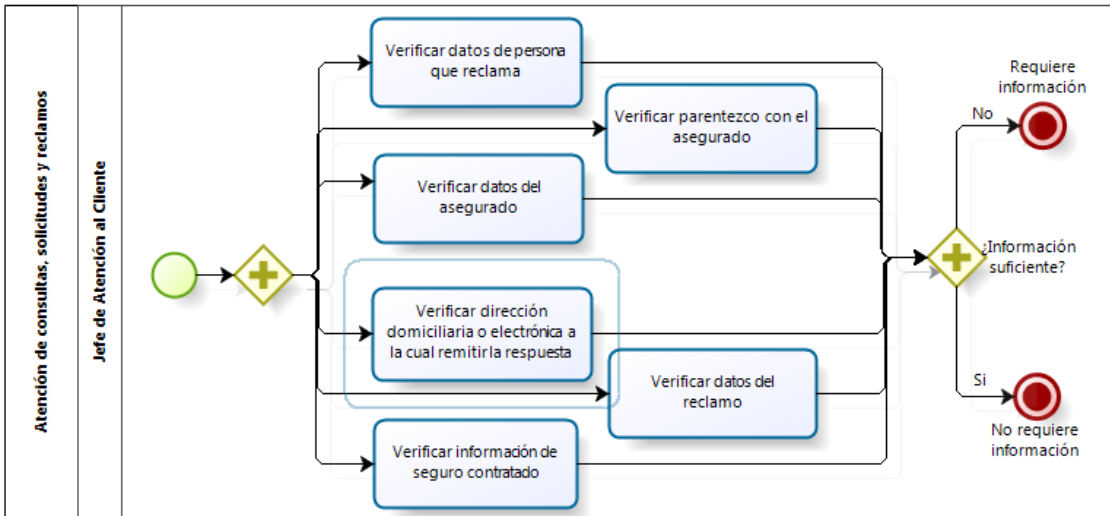 Atención de consultas, solicitudes y reclamos
Jefe de Atención al Cliente
Verificar datos de persona
que reclama
Verificar parentezco con el
asegurado
Verificar datos del
asegurado
Verificar dirección
domiciliaria o electrónica a
la cual remitir la respuesta
Verificar datos del
reclamo
Verificar información de
seguro contratado
Requiere
información
No
¿Información
suficiente?
Si
No requiere
información